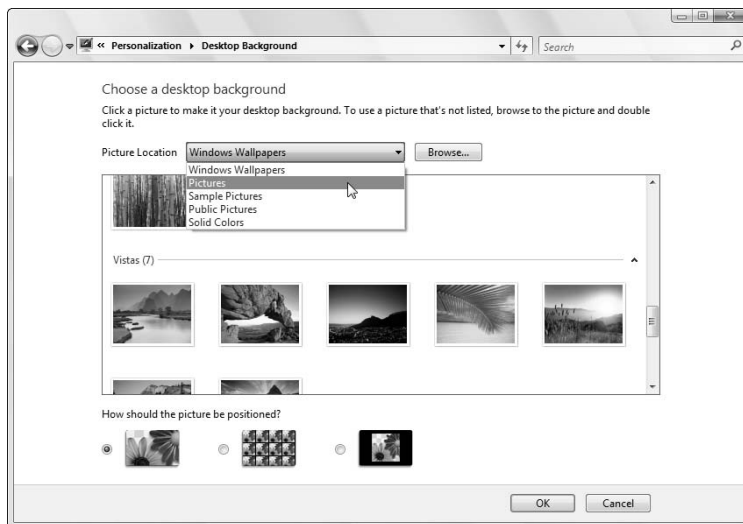 « Personalization ▸ Desktop Background
Search
Choose a desktop background
Click a picture to make it your desktop background. To use a picture that's not listed, browse to the picture and double
click it.
Picture Location Windows Wallpapers Browse...
Windows Wallpapers
Pictures
Sample Pictures
Public Pictures
Solid Colors
Vistas (7)
How should the picture be positioned?
OK Cancel